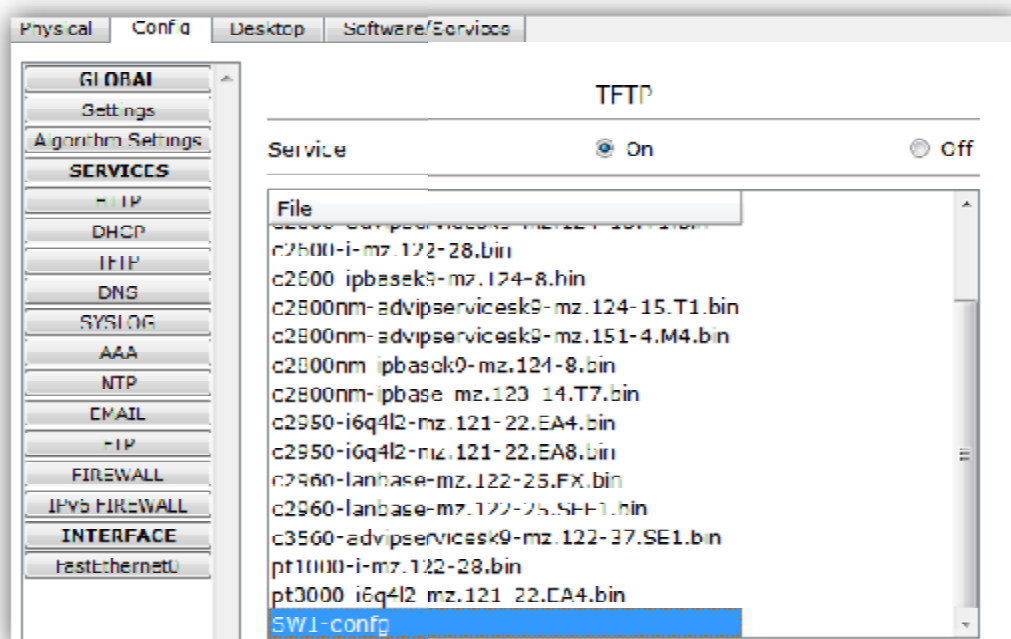 Physical Config Desktop Software/Services
GLOBAL
Settings
Algorithm Settings
SERVICES
HTTP
DHCP
TFTP
DNS
SYSLOG
AAA
NTP
EMAIL
FTP
FIREWALL
IPv6 FIREWALL
INTERFACE
FastEthernet0
TFTP
Service On Off
File
c2600-i-mz.122-28.bin
c2600-ipbasek9-mz.124-8.bin
c2800nm-advipservicesk9-mz.124-15.T1.bin
c2800nm-advipservicesk9-mz.151-4.M4.bin
c2800nm-ipbasek9-mz.124-8.bin
c2800nm-ipbase-mz.123-14.T7.bin
c2950-i6q4l2-mz.121-22.EA4.bin
c2950-i6q4l2-mz.121-22.EA8.bin
c2960-lanbase-mz.122-25.FX.bin
c2960-lanbase-mz.122-25.SEE1.bin
c3560-advipservicesk9-mz.122-37.SE1.bin
pt1000-i-mz.122-28.bin
pt3000-i6q4l2-mz.121-22.EA4.bin
SW1-confg